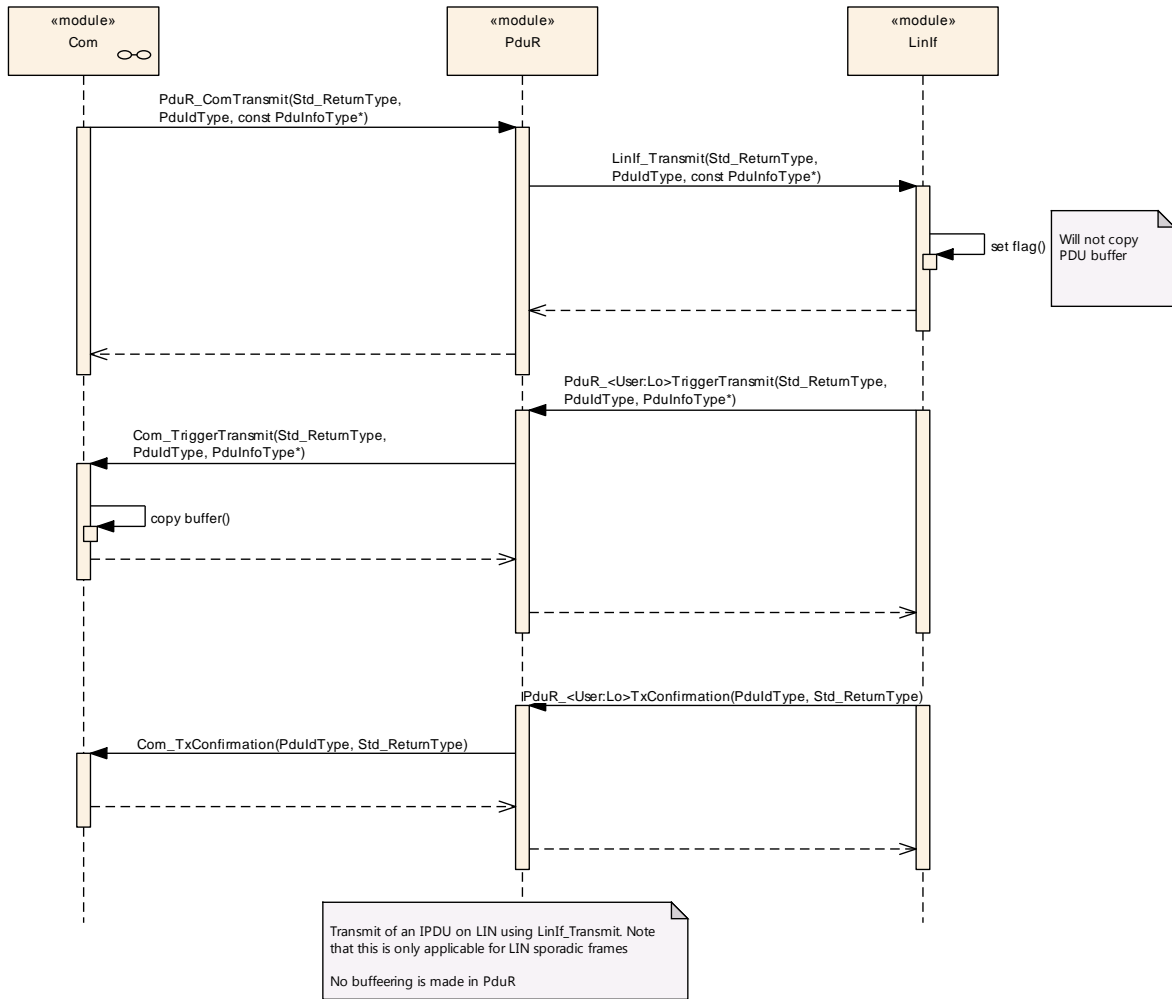 «module»
Com
«module»
PduR
«module»
LinIf
PduR_ComTransmit(Std_ReturnType,
PduIdType, const PduInfoType*)
LinIf_Transmit(Std_ReturnType,
PduIdType, const PduInfoType*)
set flag()
Will not copy
PDU buffer
PduR_<User:Lo>TriggerTransmit(Std_ReturnType,
PduIdType, PduInfoType*)
Com_TriggerTransmit(Std_ReturnType,
PduIdType, PduInfoType*)
copy buffer()
PduR_<User:Lo>TxConfirmation(PduIdType, Std_ReturnType)
Com_TxConfirmation(PduIdType, Std_ReturnType)
Transmit of an IPDU on LIN using LinIf_Transmit. Note
that this is only applicable for LIN sporadic frames
No buffeering is made in PduR